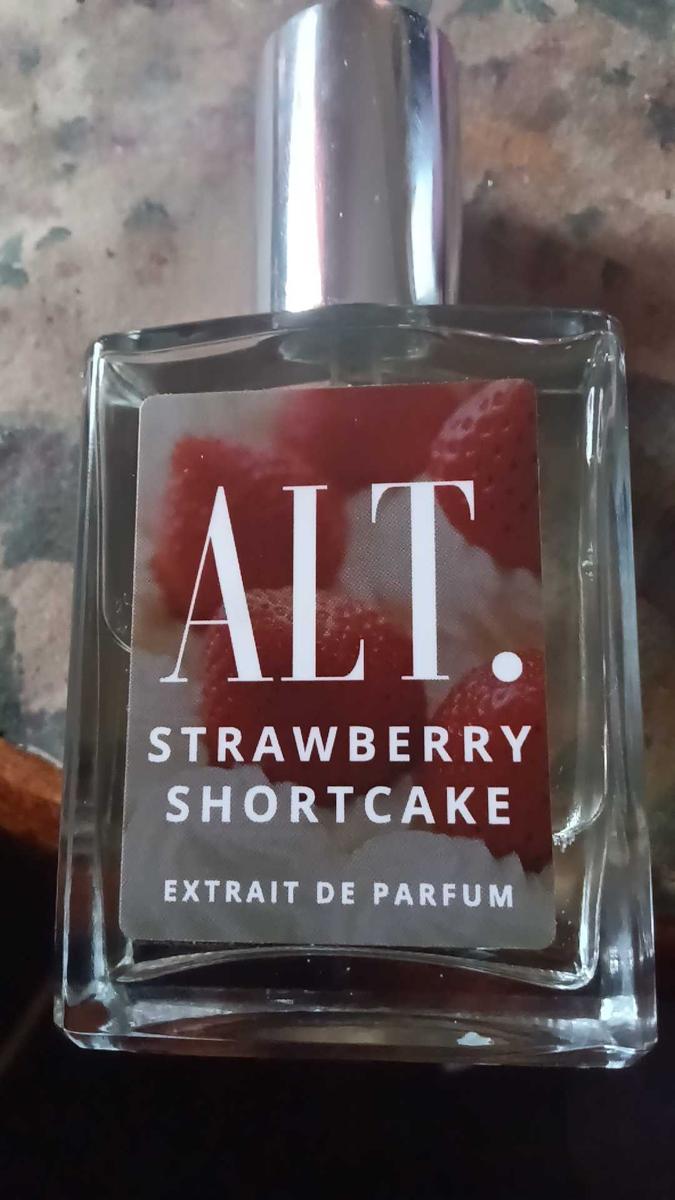 ALT.
STRAWBERRY
SHORTCAKE
EXTRAIT DE PARFUM